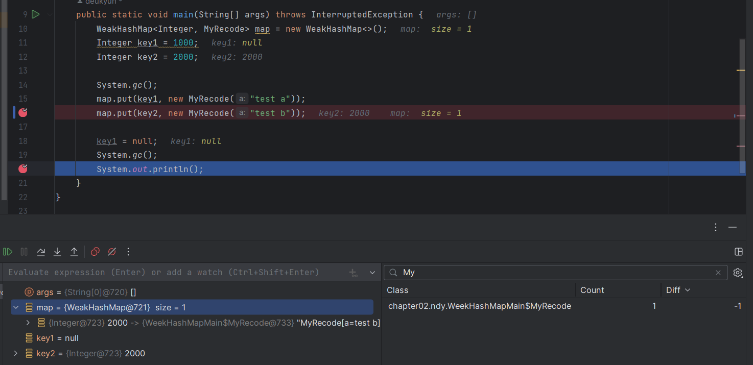 9 public static void main(String[] args) throws InterruptedException { args: []
10 WeakHashMap<Integer, MyRecode> map = new WeakHashMap<>(); map: size = 1
11 Integer key1 = 1000; key1: null
12 Integer key2 = 2000; key2: 2000
13
14 System.gc();
15 map.put(key1, new MyRecode( a: "test a"));
map.put(key2, new MyRecode( a: "test b")); key2: 2000 map: size = 1
17
18 key1 = null; key1: null
19 System.gc();
System.out.println();
21 }
22 }
23
Evaluate expression (Enter) or add a watch (Ctrl+Shift+Enter)
My
args = {String[0]@720} []
map = {WeakHashMap@721} size = 1
{Integer@723} 2000 -> {WeakHashMapMain$MyRecode@733} "MyRecode[a=test b]
key1 = null
key2 = {Integer@723} 2000
Class Count Diff
chapter02.ndy.WeekHashMapMain$MyRecode 1 -1